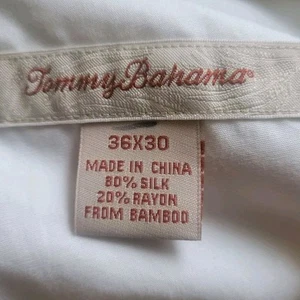 Tommy Bahama®
36X30
MADE IN CHINA
80% SILK
20% RAYON
FROM BAMBOO